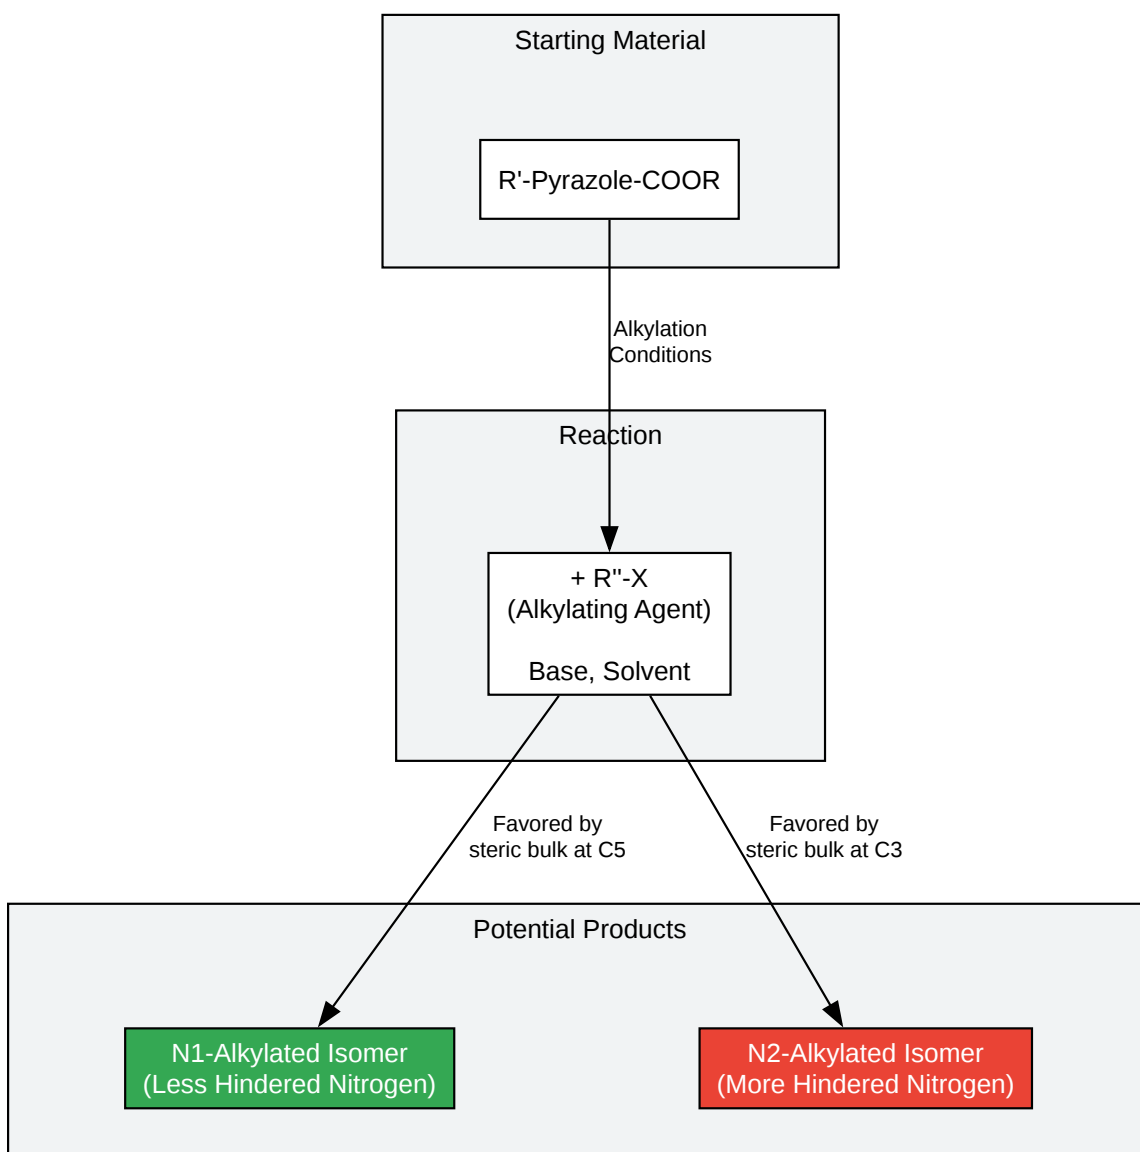 Starting Material
R'-Pyrazole-COOR
Alkylation
Conditions
Reaction
+ R"-X
(Alkylating Agent)
Base, Solvent
Favored by
steric bulk at C5
Favored by
steric bulk at C3
Potential Products
N1-Alkylated Isomer
(Less Hindered Nitrogen)
N2-Alkylated Isomer
(More Hindered Nitrogen)